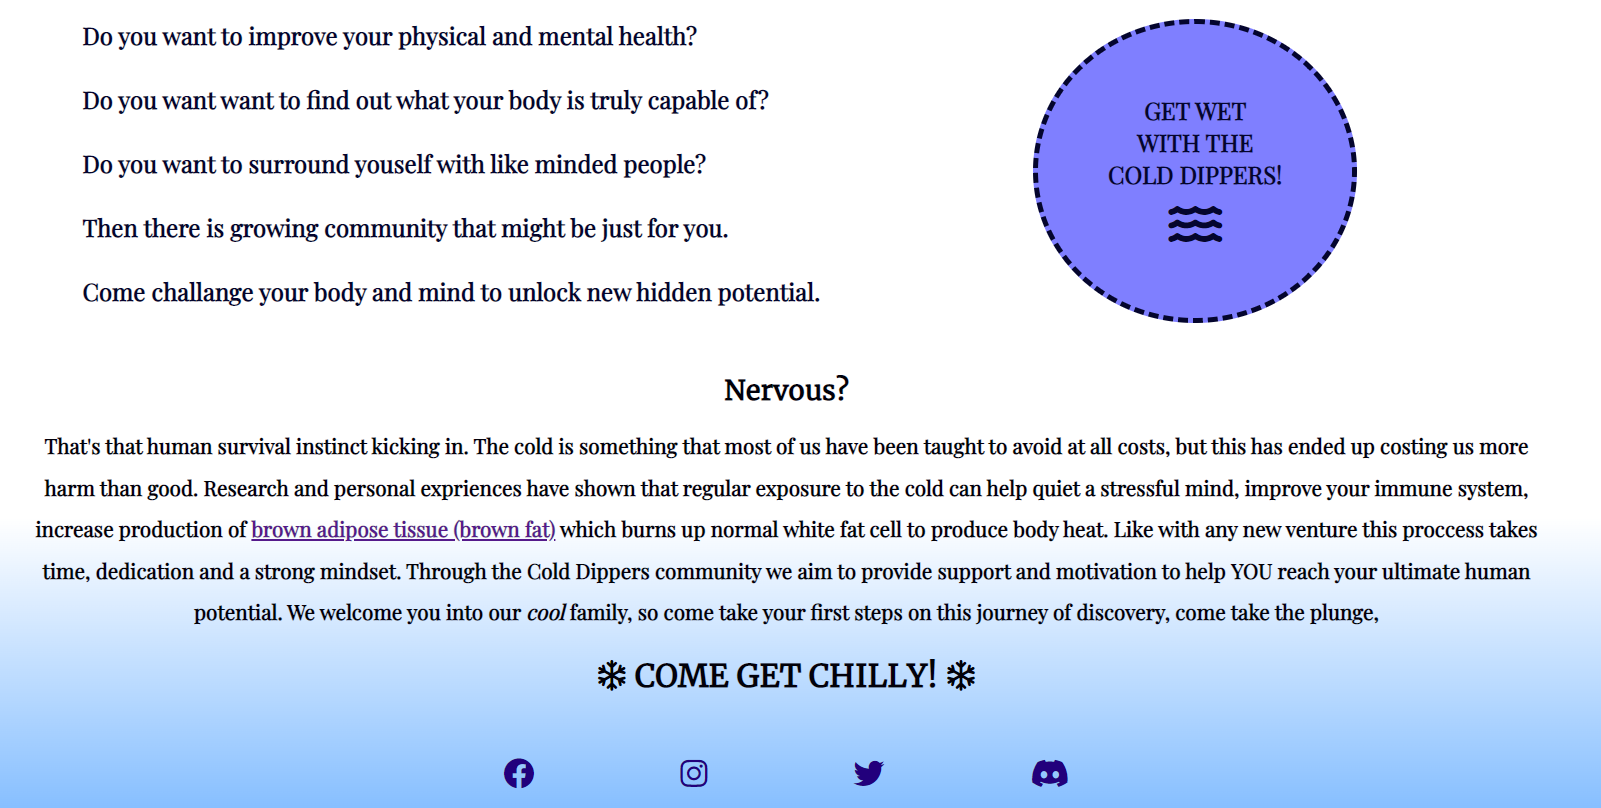 Do you want to improve your physical and mental health?
Do you want want to find out what your body is truly capable of?
Do you want to surround youself with like minded people?
Then there is growing community that might be just for you.
Come challange your body and mind to unlock new hidden potential.
GET WET
WITH THE
COLD DIPPERS!
Nervous?
That's that human survival instinct kicking in. The cold is something that most of us have been taught to avoid at all costs, but this has ended up costing us more
harm than good. Research and personal expriences have shown that regular exposure to the cold can help quiet a stressful mind, improve your immune system,
increase production of brown adipose tissue (brown fat) which burns up normal white fat cell to produce body heat. Like with any new venture this proccess takes
time, dedication and a strong mindset. Through the Cold Dippers community we aim to provide support and motivation to help YOU reach your ultimate human
potential. We welcome you into our cool family, so come take your first steps on this journey of discovery, come take the plunge,
COME GET CHILLY!